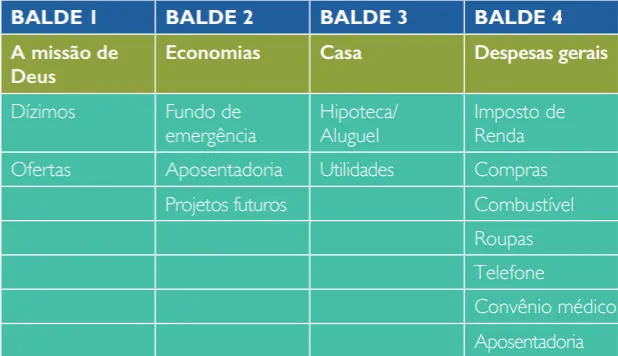 BALDE 1 BALDE 2 BALDE 3 BALDE 4
A missão de Deus Economias Casa Despesas gerais
Dízimos Fundo de emergência Hipoteca/ Aluguel Imposto de Renda
Ofertas Aposentadoria Utilidades Compras
Projetos futuros Combustível
Roupas
Telefone
Convênio médico
Aposentadoria